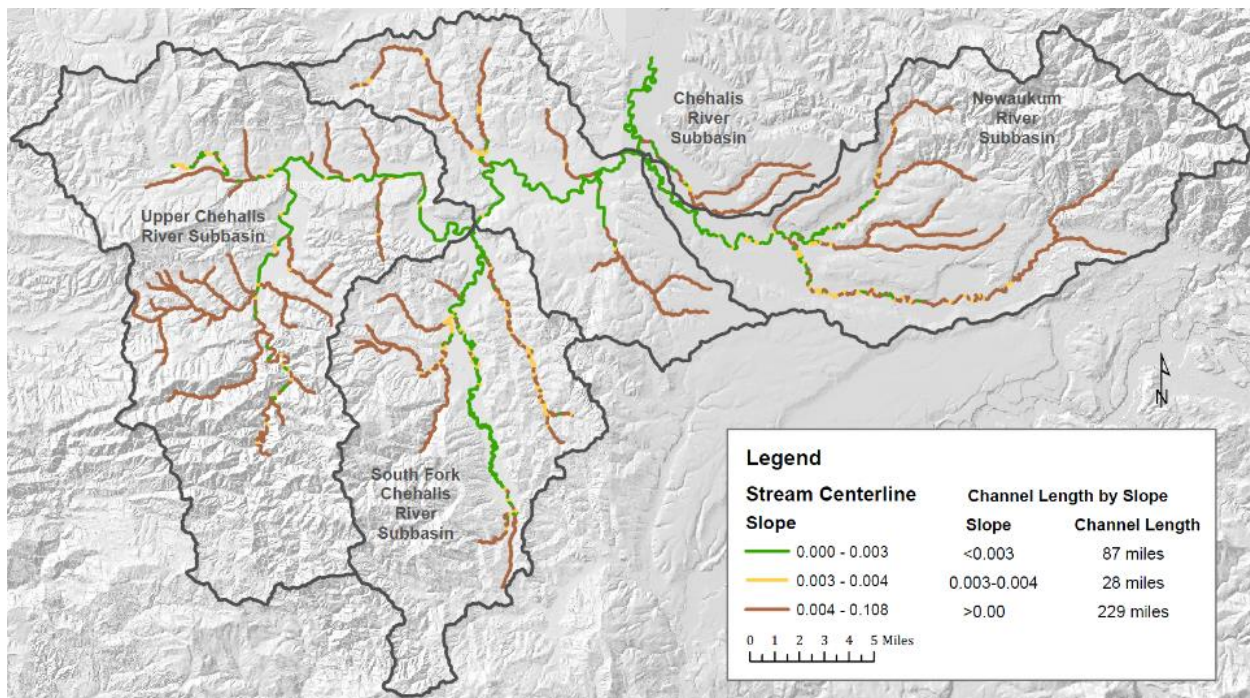 Chehalis
River
Subbasin
Newaukum
River
Subbasin
Upper Chehalis
River Subbasin
South Fork
Chehalis
River
Subbasin
N
Legend
Stream Centerline
Channel Length by Slope
Slope
Slope Channel Length
0.000 - 0.003 <0.003 87 miles
0.003 - 0.004 0.003-0.004 28 miles
0.004 - 0.108 >0.00 229 miles
0 1 2 3 4 5 Miles